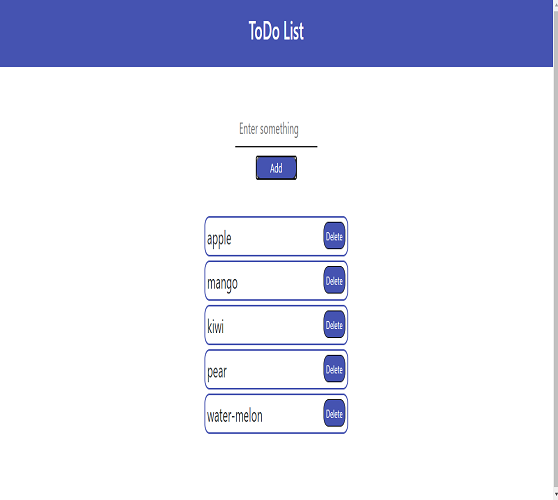 ToDo List
Enter something
Add
apple Delete
mango Delete
kiwi Delete
pear Delete
water-melon Delete